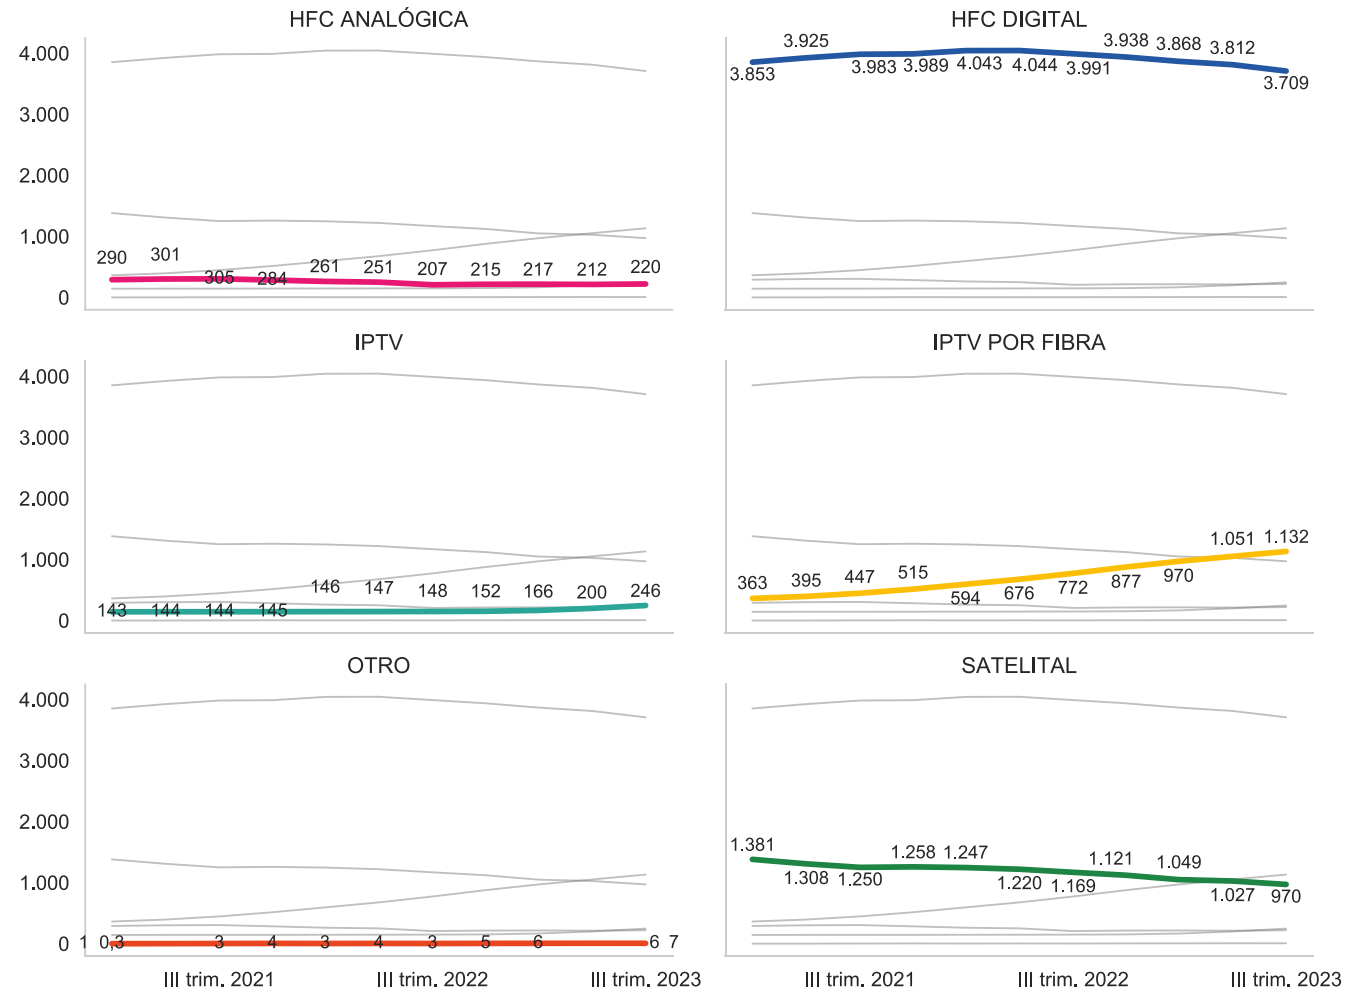 HFC ANALÓGICA
4.000
3.000
2.000
1.000
0
290 301 305 284 261 251 207 215 217 212 220
HFC DIGITAL
3.853 3.925 3.983 3.989 4.043 4.044 3.991 3.938 3.868 3.812 3.709
IPTV
4.000
3.000
2.000
1.000
0
143 144 144 145 146 147 148 152 166 200 246
IPTV POR FIBRA
363 395 447 515 594 676 772 877 970 1.051 1.132
OTRO
4.000
3.000
2.000
1.000
0
1 0,3 3 4 3 4 3 5 6 6 7
III trim. 2021 III trim. 2022 III trim. 2023
SATELITAL
1.381 1.308 1.250 1.258 1.247 1.220 1.169 1.121 1.049 1.027 970
III trim. 2021 III trim. 2022 III trim. 2023